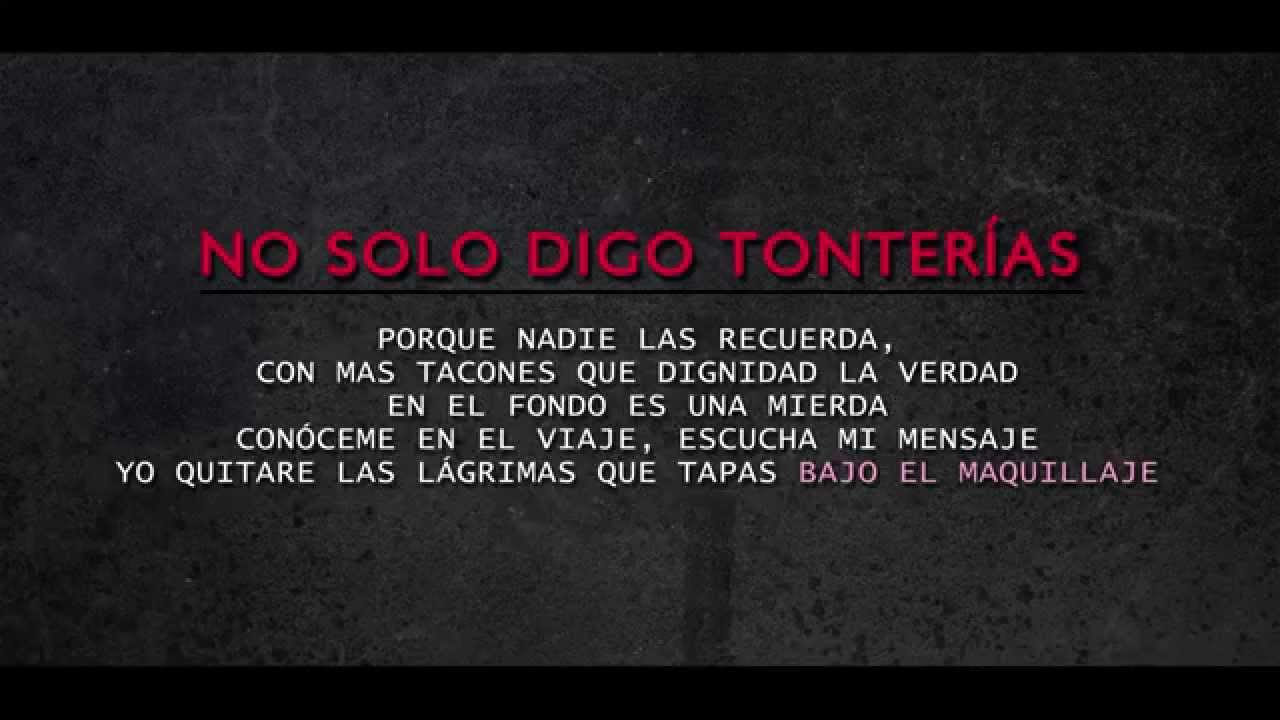 NO SOLO DIGO TONTERÍAS
PORQUE NADIE LAS RECUERDA,
CON MAS TACONES QUE DIGNIDAD LA VERDAD
EN EL FONDO ES UNA MIERDA
CONÓCEME EN EL VIAJE, ESCUCHA MI MENSAJE
YO QUITARE LAS LÁGRIMAS QUE TAPAS BAJO EL MAQUILLAJE